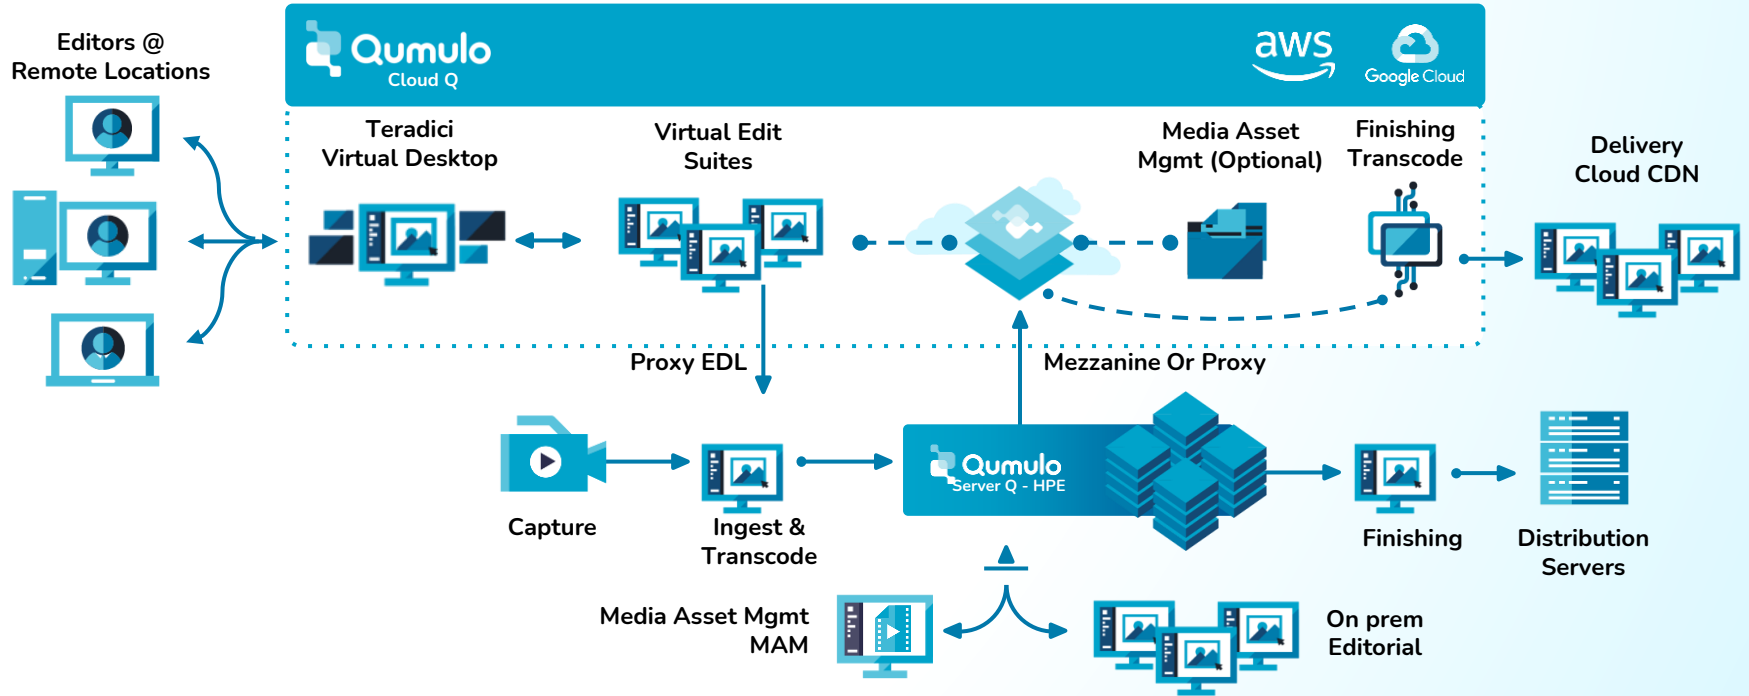 Editors @
Remote Locations
Qumulo
Cloud Q
aws
Google Cloud
Teradici
Virtual Desktop
Virtual Edit
Suites
Media Asset
Mgmt (Optional)
Finishing
Transcode
Delivery
Cloud CDN
Proxy EDL
Mezzanine Or Proxy
Qumulo
Server Q - HPE
Capture
Ingest &
Transcode
Finishing
Distribution
Servers
Media Asset Mgmt
MAM
On prem
Editorial